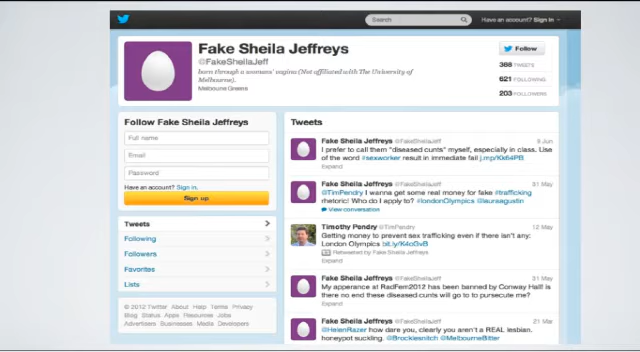 Search
Have an account? Sign in
Fake Sheila Jeffreys
@FakeSheilaJeff
born through a womans' vagina (Not affiliated with The University of
Melbourne).
Melbourne Greens
Follow
388 TWEETS
621 FOLLOWING
203 FOLLOWERS
Follow Fake Sheila Jeffreys
Full name
Email
Password
Have an account? Sign in.
Sign up
Tweets
Following
Followers
Favorites
Lists
© 2012 Twitter About Help Terms Privacy
Blog Status Apps Resources Jobs
Advertisers Businesses Media Developers
Tweets
Fake Sheila Jeffreys @FakeSheilaJeff 9 Jun
I prefer to call them "diseased cunts" myself, especially in class. Use
of the word #sexworker result in immediate fail
Expand
Fake Sheila Jeffreys @FakeSheilaJeff 31 May
@TimPendry I wanna get some real money for fake #trafficking
rhetoric! Who do I apply to? #londonOlympics @lauraagustin
View conversation
Timothy Pendry @TimPendry 12 May
Getting money to prevent sex trafficking even if there isn't any:
London Olympics bit.ly/K4oGvB
Retweeted by Fake Sheila Jeffreys
Expand
Fake Sheila Jeffreys @FakeSheilaJeff 31 May
My apperance at RadFem2012 has been banned by Conway Hall! Is
there no end these diseased cunts will go to to pursecute me?
Expand
Fake Sheila Jeffreys @FakeSheilaJeff 21 Mar
@HelenRazer how dare you, clearly you aren't a REAL lesbian.
honeypot suckling. @Brocklesnitch @MelbourneBitter